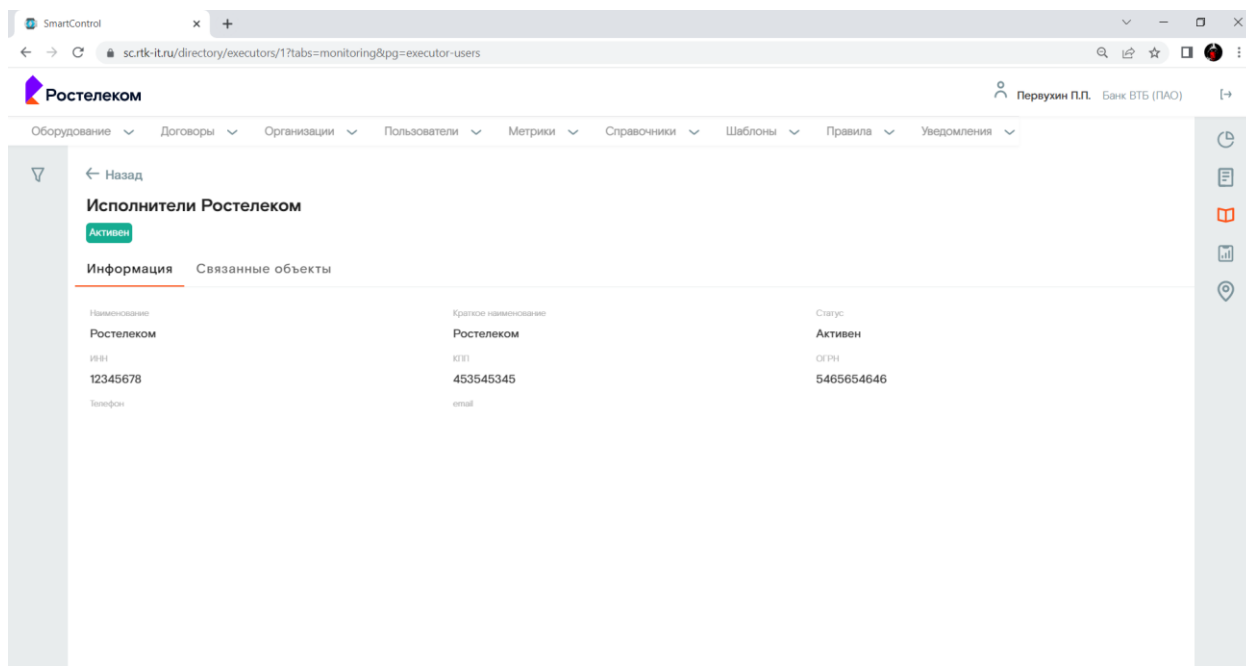 SmartControl
sc.rtk-it.ru/directory/executors/1?tabs=monitoring&pg=executor-users
Ростелеком
Первухин П.П. Банк ВТБ (ПАО)
Оборудование Договоры Организации Пользователи Метрики Справочники Шаблоны Правила Уведомления
Назад
Исполнители Ростелеком
Активен
Информация Связанные объекты
Наименование Краткое наименование Статус
Ростелеком Ростелеком Активен
ИНН КПП ОГРН
12345678 453545345 5465654646
Телефон email